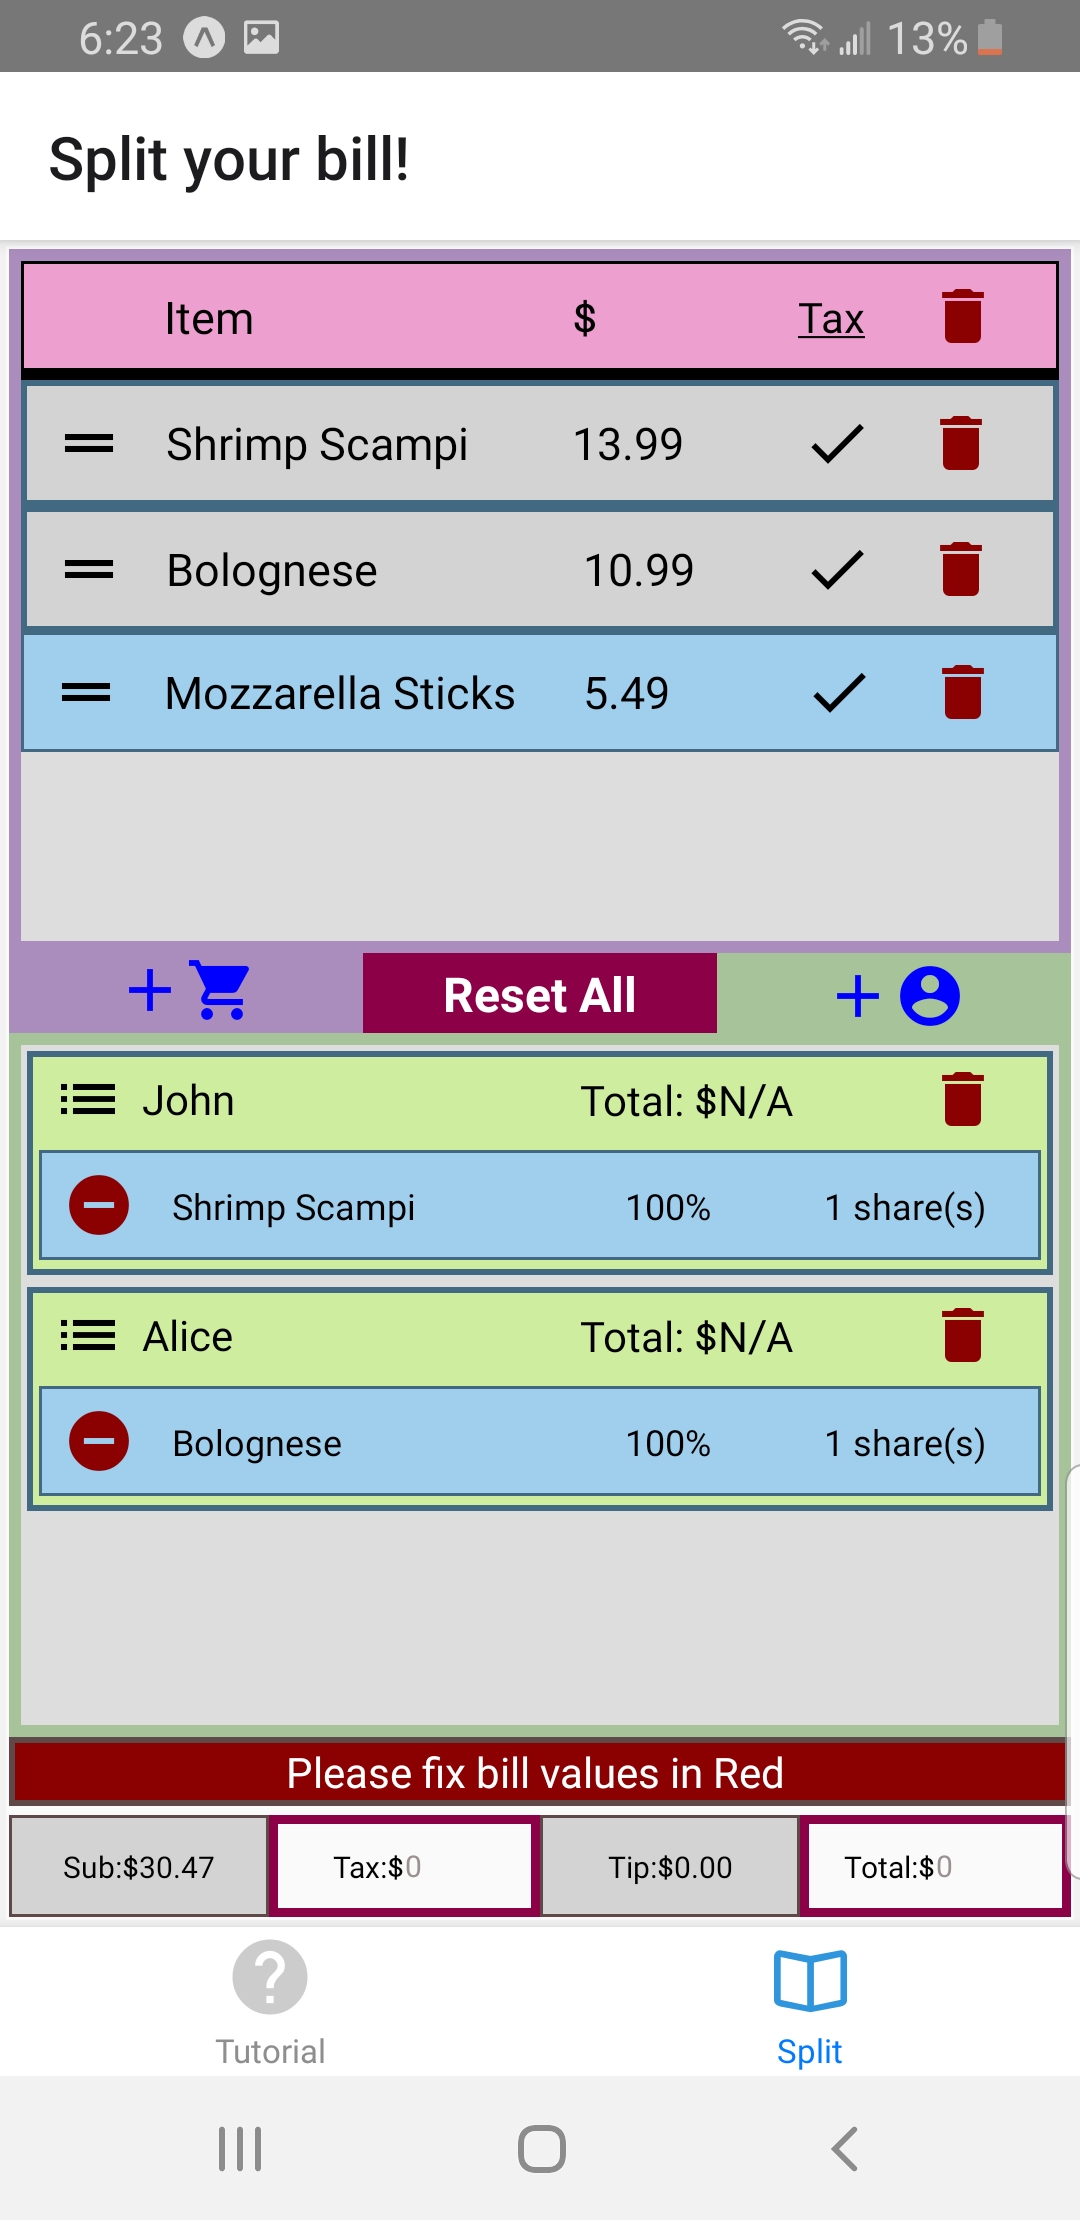 6:23 13%
Split your bill!
Item $ Tax
Shrimp Scampi 13.99
Bolognese 10.99
Mozzarella Sticks 5.49
+ Reset All +
John Total: $N/A
Shrimp Scampi 100% 1 share(s)
Alice Total: $N/A
Bolognese 100% 1 share(s)
Please fix bill values in Red
Sub:$30.47 Tax:$0 Tip:$0.00 Total:$0
Tutorial Split